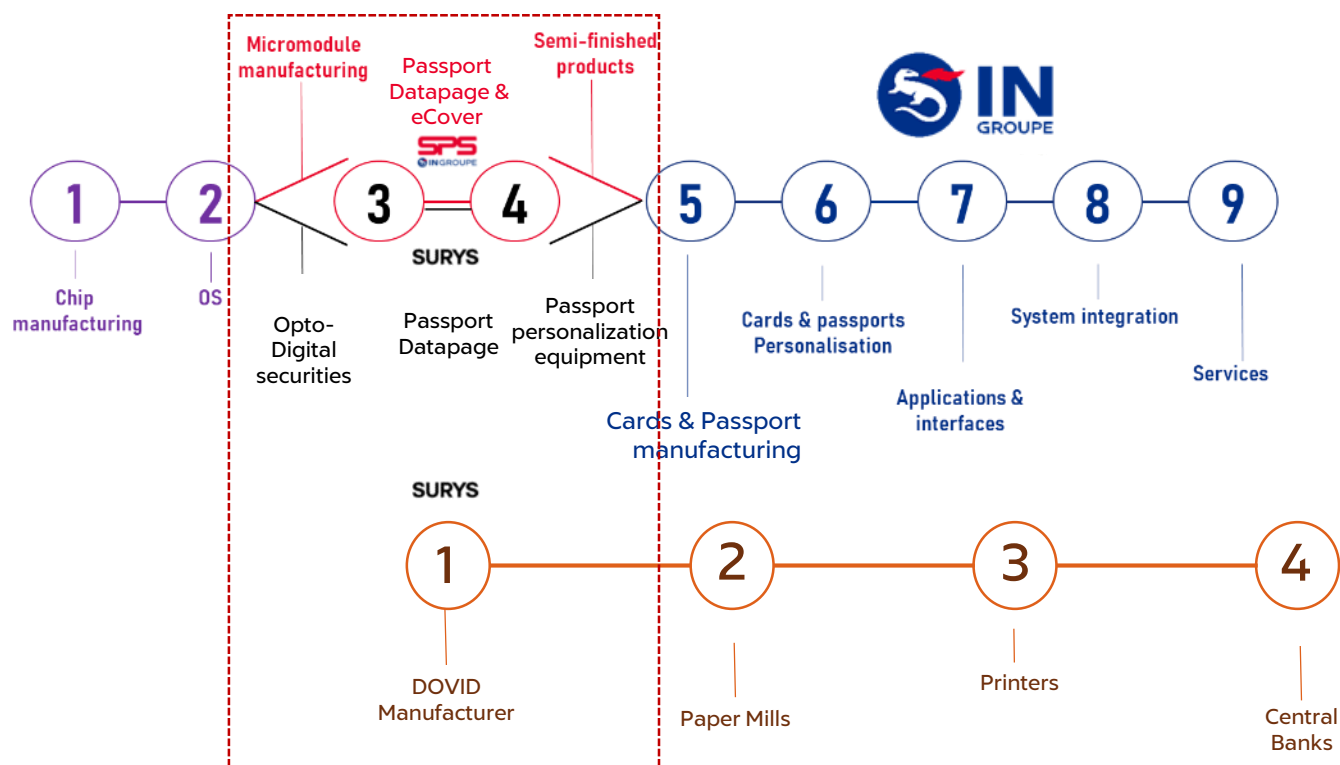 Micromodule
manufacturing
Passport
Datapage &
eCover
Semi-finished
products
SPS
INGROUPE
IN
GROUPE
1
2
3
4
5
6
7
8
9
SURYS
Chip
manufacturing
OS
Opto-
Digital
securities
Passport
Datapage
Passport
personalization
equipment
Cards & Passport
manufacturing
Cards & passports
Personalisation
Applications &
interfaces
System integration
Services
SURYS
1
2
3
4
DOVID
Manufacturer
Paper Mills
Printers
Central
Banks